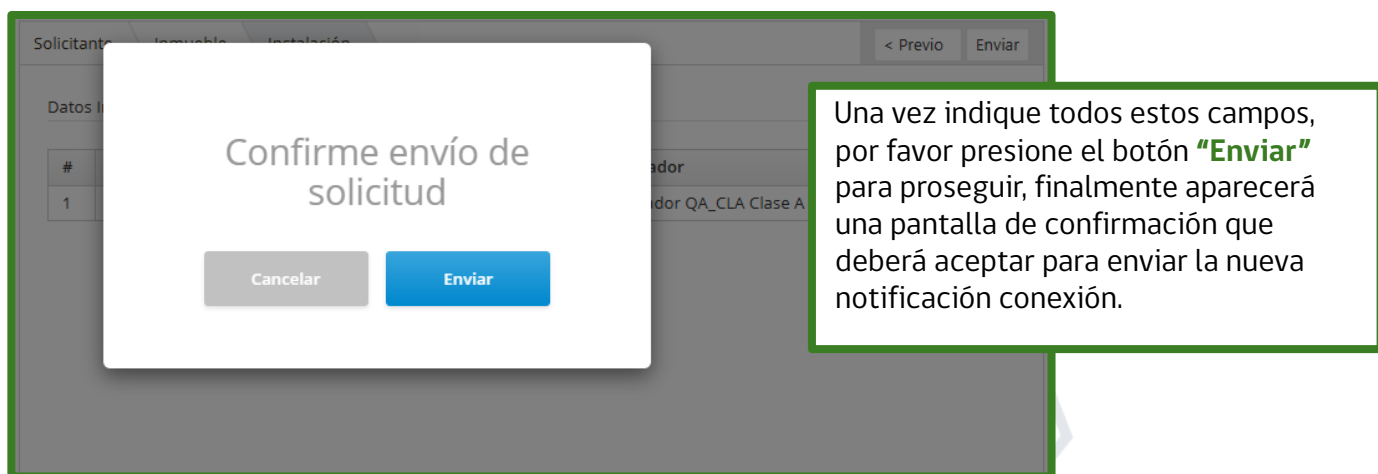 Solicitante Inmueble Instalación
< Previo Enviar
Datos
#
ador
1
dor QA_CLA Clase A
Confirme envío de
solicitud
Cancelar
Enviar
Una vez indique todos estos campos,
por favor presione el botón “Enviar”
para proseguir, finalmente aparecerá
una pantalla de confirmación que
deberá aceptar para enviar la nueva
notificación conexión.